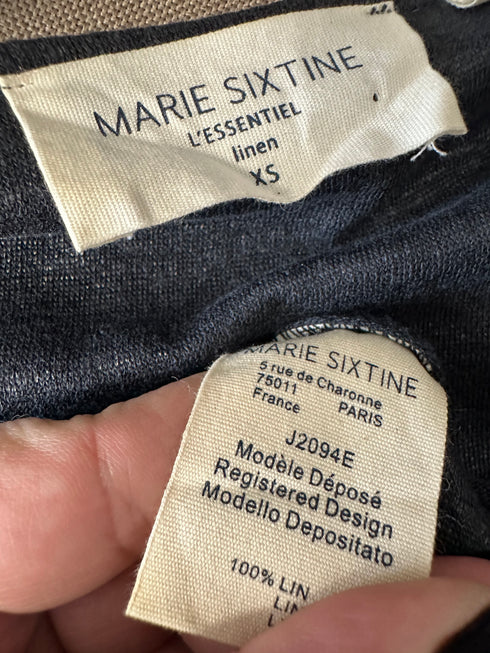 MARIE SIXTINE
L'ESSENTIEL
linen
XS
MARIE SIXTINE
5 rue de Charonne
75011 PARIS
France
J2094E
Modèle Déposé
Registered Design
Modello Depositato
100% LIN